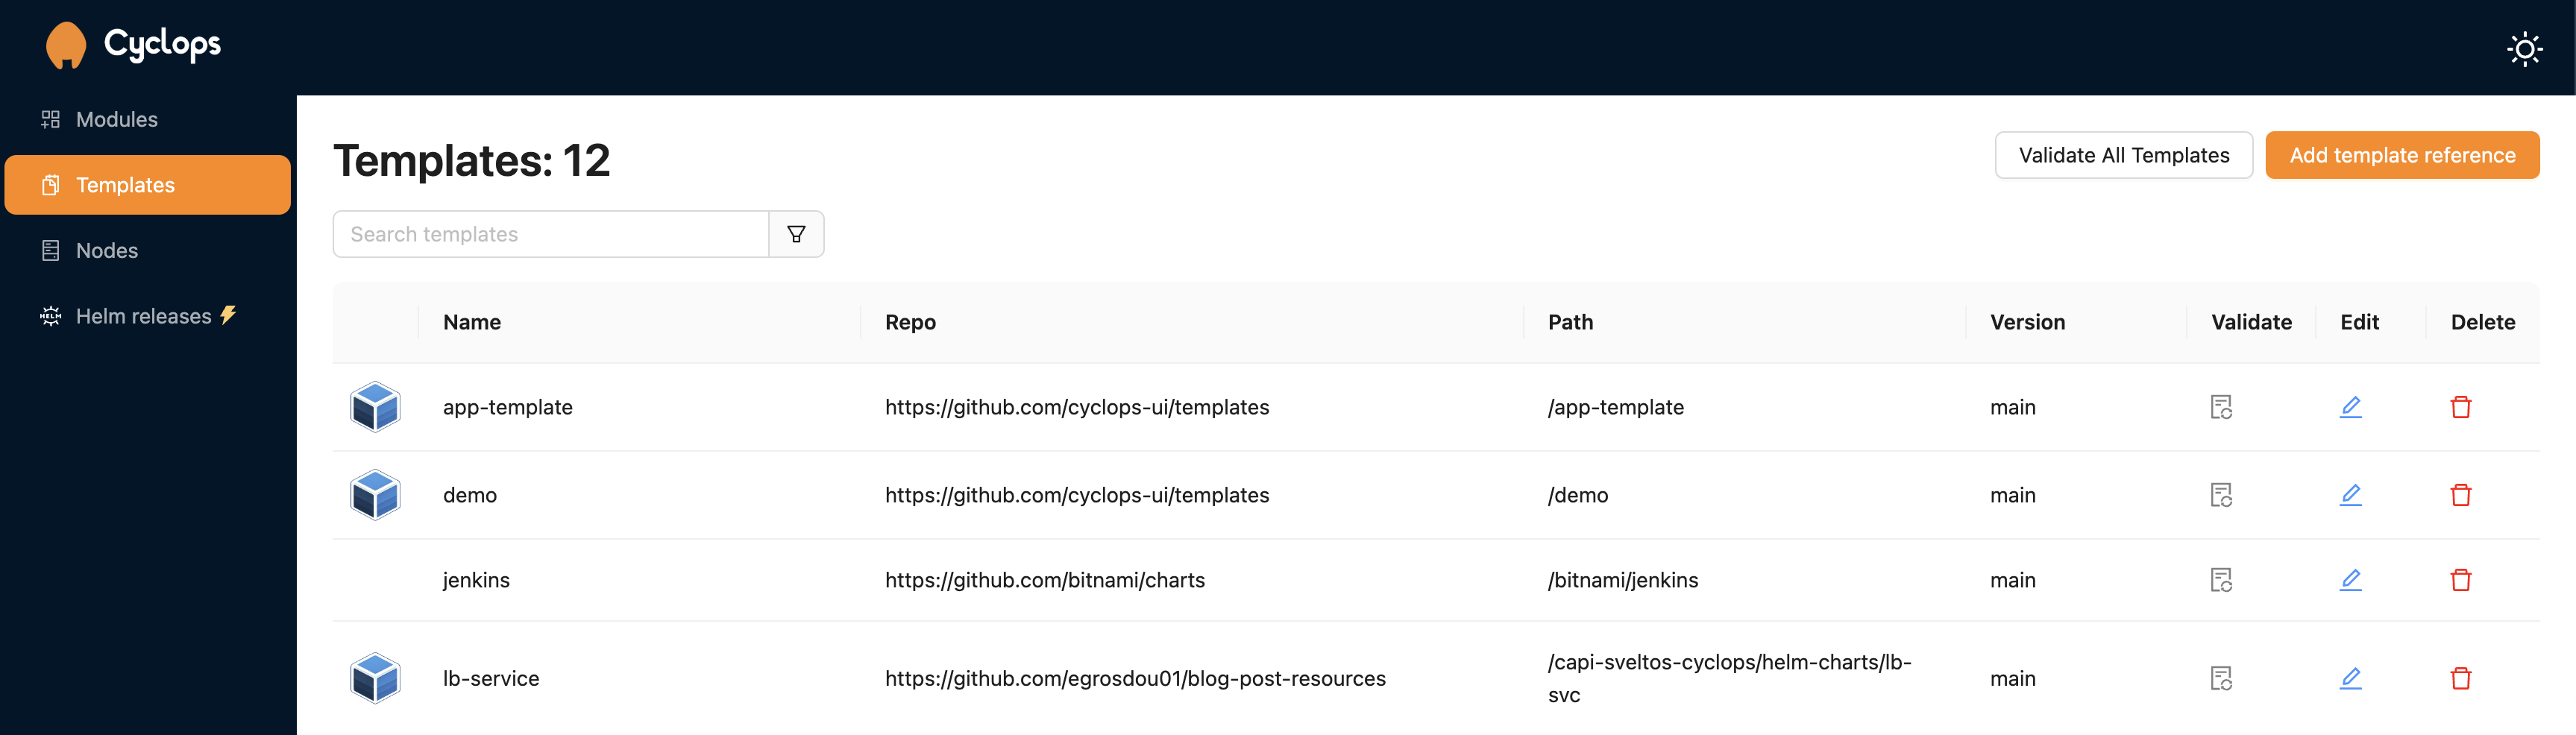 Cyclops
Modules
Templates
Nodes
HELM Helm releases
Templates: 12
Validate All Templates
Add template reference
Search templates
Name Repo Path Version Validate Edit Delete
app-template https://github.com/cyclops-ui/templates /app-template main
demo https://github.com/cyclops-ui/templates /demo main
jenkins https://github.com/bitnami/charts /bitnami/jenkins main
lb-service https://github.com/egrosdou01/blog-post-resources /capi-sveltos-cyclops/helm-charts/lb- main
svc